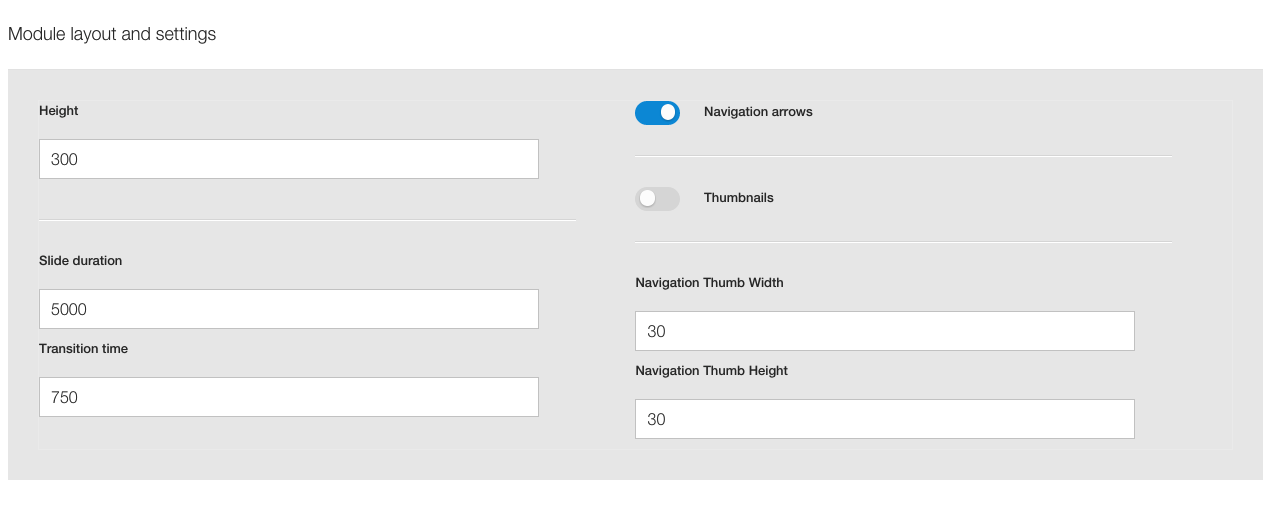 Module layout and settings
Height
300
Slide duration
5000
Transition time
750
Navigation arrows
Thumbnails
Navigation Thumb Width
30
Navigation Thumb Height
30